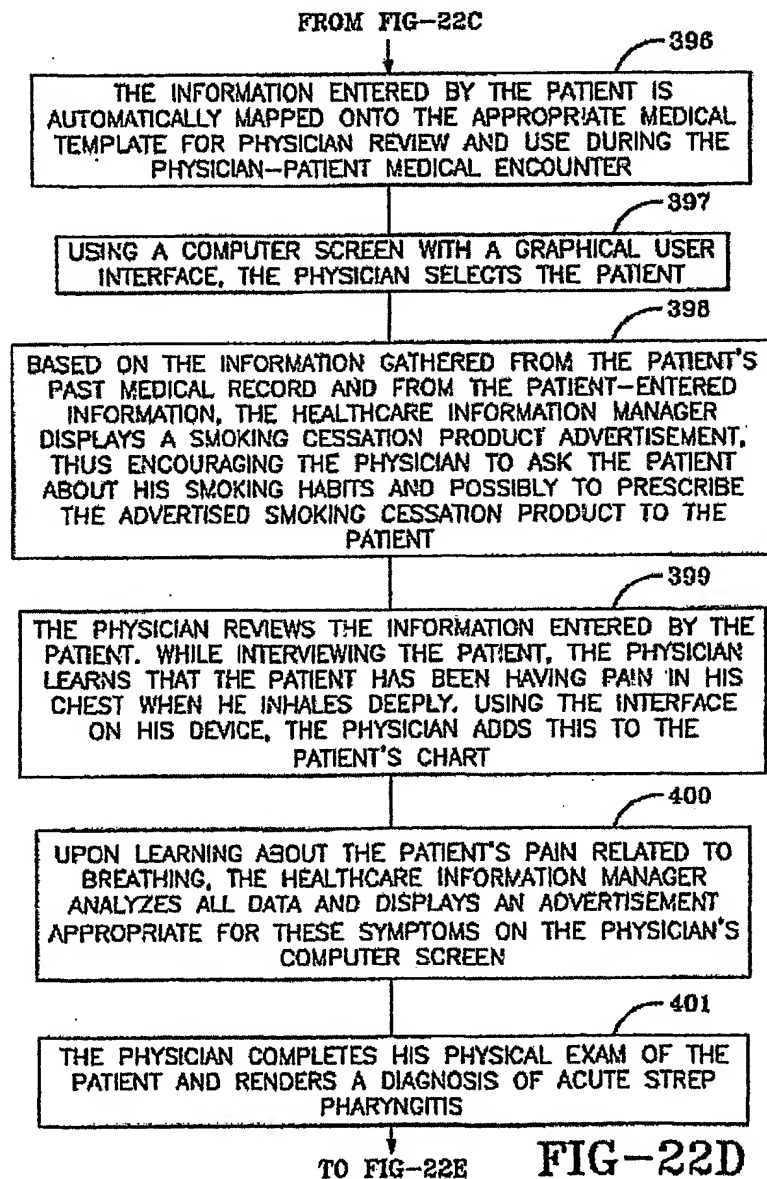 FROM FIG-22C
396
THE INFORMATION ENTERED BY THE PATIENT IS
AUTOMATICALLY MAPPED ONTO THE APPROPRIATE MEDICAL
TEMPLATE FOR PHYSICIAN REVIEW AND USE DURING THE
PHYSICIAN-PATIENT MEDICAL ENCOUNTER
397
USING A COMPUTER SCREEN WITH A GRAPHICAL USER
INTERFACE, THE PHYSICIAN SELECTS THE PATIENT
398
BASED ON THE INFORMATION GATHERED FROM THE PATIENT'S
PAST MEDICAL RECORD AND FROM THE PATIENT-ENTERED
INFORMATION, THE HEALTHCARE INFORMATION MANAGER
DISPLAYS A SMOKING CESSATION PRODUCT ADVERTISEMENT,
THUS ENCOURAGING THE PHYSICIAN TO ASK THE PATIENT
ABOUT HIS SMOKING HABITS AND POSSIBLY TO PRESCRIBE
THE ADVERTISED SMOKING CESSATION PRODUCT TO THE
PATIENT
399
THE PHYSICIAN REVIEWS THE INFORMATION ENTERED BY THE
PATIENT. WHILE INTERVIEWING THE PATIENT, THE PHYSICIAN
LEARNS THAT THE PATIENT HAS BEEN HAVING PAIN IN HIS
CHEST WHEN HE INHALES DEEPLY. USING THE INTERFACE
ON HIS DEVICE, THE PHYSICIAN ADDS THIS TO THE
PATIENT'S CHART
400
UPON LEARNING ABOUT THE PATIENT'S PAIN RELATED TO
BREATHING, THE HEALTHCARE INFORMATION MANAGER
ANALYZES ALL DATA AND DISPLAYS AN ADVERTISEMENT
APPROPRIATE FOR THESE SYMPTOMS ON THE PHYSICIAN'S
COMPUTER SCREEN
401
THE PHYSICIAN COMPLETES HIS PHYSICAL EXAM OF THE
PATIENT AND RENDERS A DIAGNOSIS OF ACUTE STREP
PHARYNGITIS
TO FIG-22E
FIG-22D